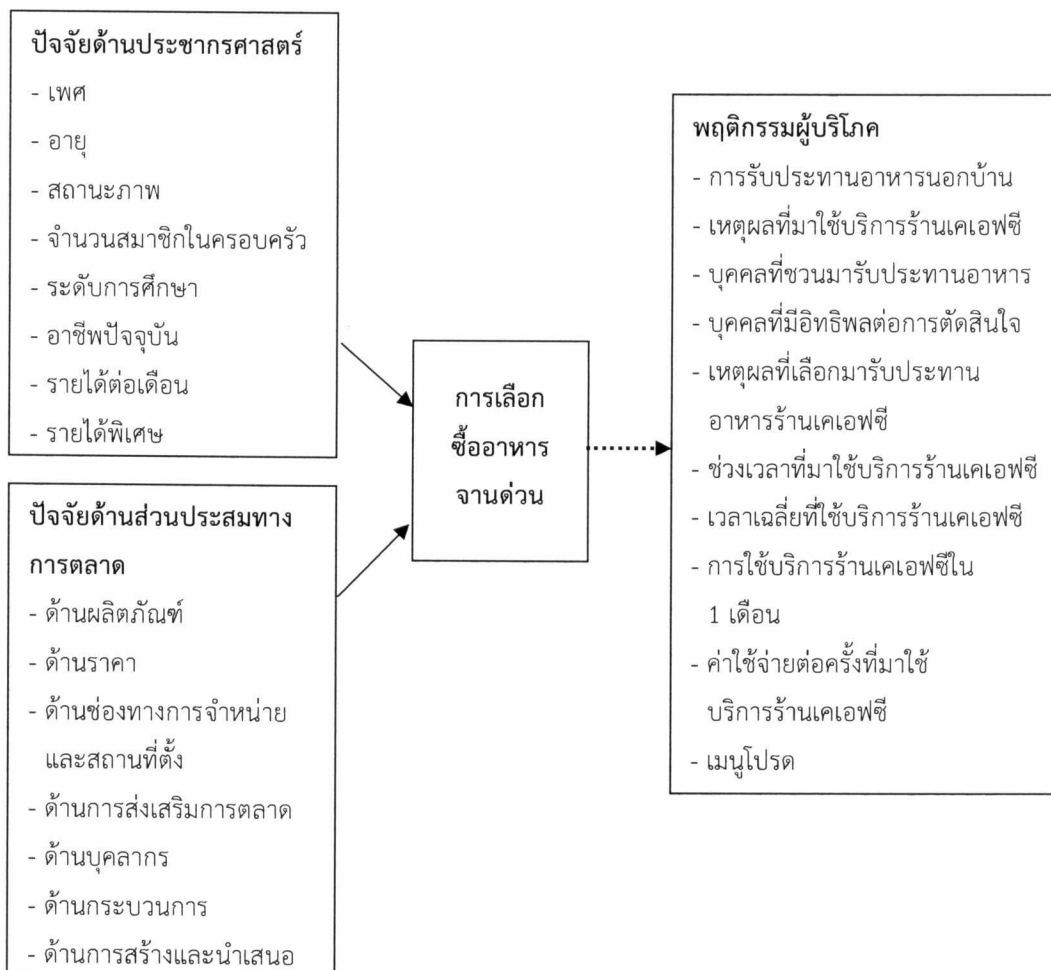 ปัจจัยด้านประชากรศาสตร์
- เพศ
- อายุ
- สถานะภาพ
- จำนวนสมาชิกในครอบครัว
- ระดับการศึกษา
- อาชีพปัจจุบัน
- รายได้ต่อเดือน
- รายได้พิเศษ
ปัจจัยด้านส่วนประสมทาง
การตลาด
- ด้านผลิตภัณฑ์
- ด้านราคา
- ด้านช่องทางการจำหน่าย
และสถานที่ตั้ง
- ด้านการส่งเสริมการตลาด
- ด้านบุคลากร
- ด้านกระบวนการ
- ด้านการสร้างและนำเสนอ
การเลือก
ซื้ออาหาร
จานด่วน
พฤติกรรมผู้บริโภค
- การรับประทานอาหารนอกบ้าน
- เหตุผลที่มาใช้บริการร้านเคเอฟซี
- บุคคลที่ชวนมารับประทานอาหาร
- บุคคลที่มีอิทธิพลต่อการตัดสินใจ
- เหตุผลที่เลือกมารับประทาน
อาหารร้านเคเอฟซี
- ช่วงเวลาที่มาใช้บริการร้านเคเอฟซี
- เวลาเฉลี่ยที่ใช้บริการร้านเคเอฟซี
- การใช้บริการร้านเคเอฟซีใน
1 เดือน
- ค่าใช้จ่ายต่อครั้งที่มาใช้
บริการร้านเคเอฟซี
- เมนูโปรด